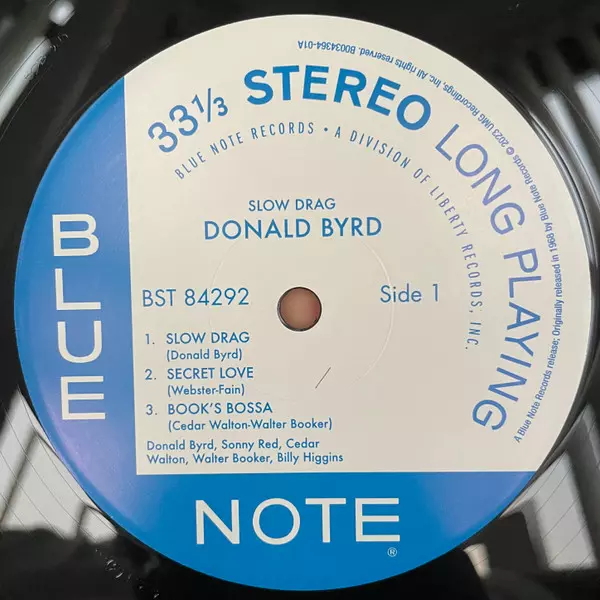 33⅓ STEREO LONG PLAYING
BLUE NOTE RECORDS • A DIVISION OF LIBERTY RECORDS, INC.
A Blue Note Records release; Originally released in 1968 by Blue Note Records ℗ 2023 UMG Recordings, Inc. All rights reserved. B0034364-01A
SLOW DRAG
DONALD BYRD
BST 84292 Side 1
1. SLOW DRAG
(Donald Byrd)
2. SECRET LOVE
(Webster-Fain)
3. BOOK'S BOSSA
(Cedar Walton-Walter Booker)
Donald Byrd, Sonny Red, Cedar
Walton, Walter Booker, Billy Higgins
BLUE
NOTE®